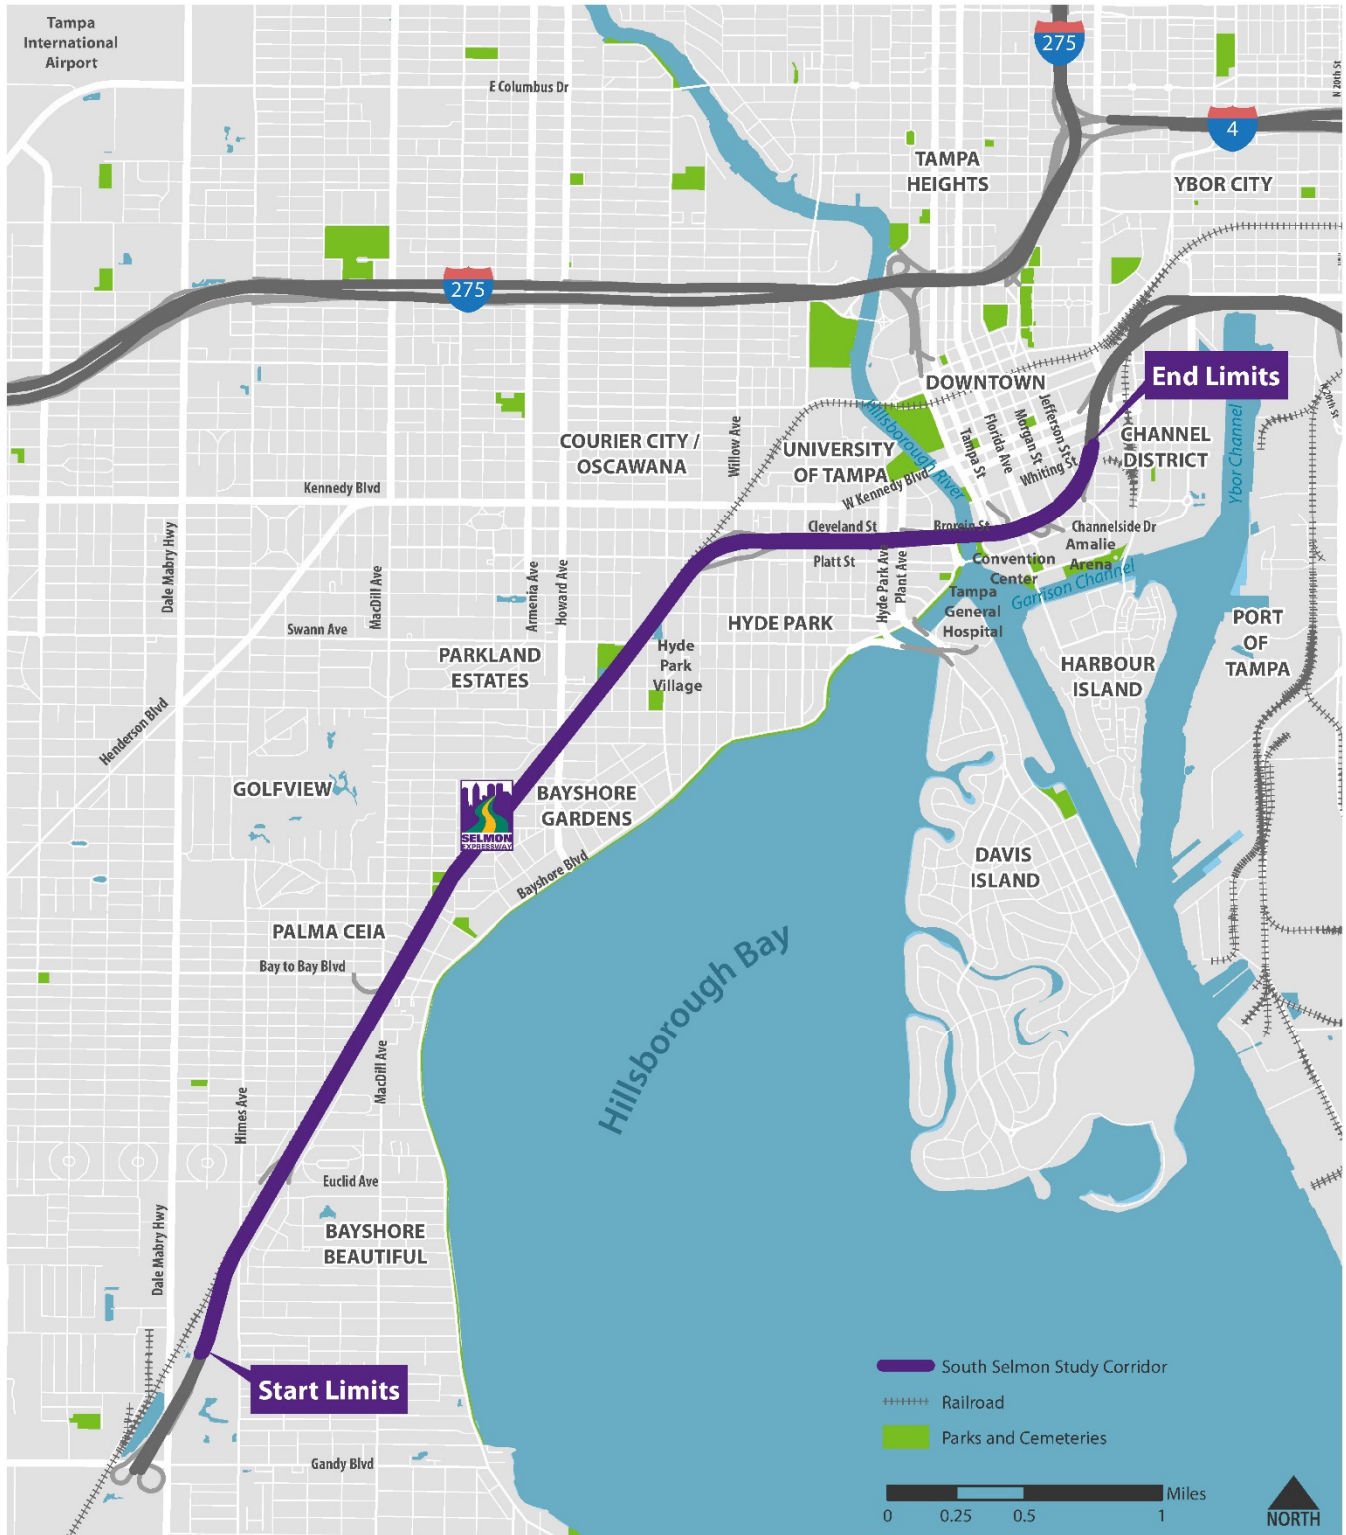 Tampa
International
Airport
275
E Columbus Dr
4
N 20th St
TAMPA
HEIGHTS
YBOR CITY
275
DOWNTOWN
End Limits
20th St
Hillsborough River
Jefferson St
Morgan St
Florida Ave
Tampa St
Whiting St
CHANNEL
DISTRICT
Ybor Channel
Willow Ave
COURIER CITY /
OSCAWANA
UNIVERSITY
OF TAMPA
W Kennedy Blvd
Kennedy Blvd
Cleveland St
Brorein St
Channelside Dr
Platt St
Amalie
Arena
Convention
Center
Garrison Channel
Dale Mabry Hwy
MacDill Ave
Armenia Ave
Howard Ave
Hyde Park Ave
Plant Ave
Tampa
General
Hospital
Swann Ave
HYDE PARK
PORT
OF
TAMPA
PARKLAND
ESTATES
Hyde
Park
Village
HARBOUR
ISLAND
Henderson Blvd
GOLFVIEW
SELMON
EXPRESSWAY
BAYSHORE
GARDENS
Bayshore Blvd
DAVIS
ISLAND
PALMA CEIA
Bay to Bay Blvd
Hillsborough Bay
MacDill Ave
Himes Ave
Euclid Ave
BAYSHORE
BEAUTIFUL
Dale Mabry Hwy
Start Limits
Gandy Blvd
South Selmon Study Corridor
Railroad
Parks and Cemeteries
Miles
0 0.25 0.5 1
NORTH